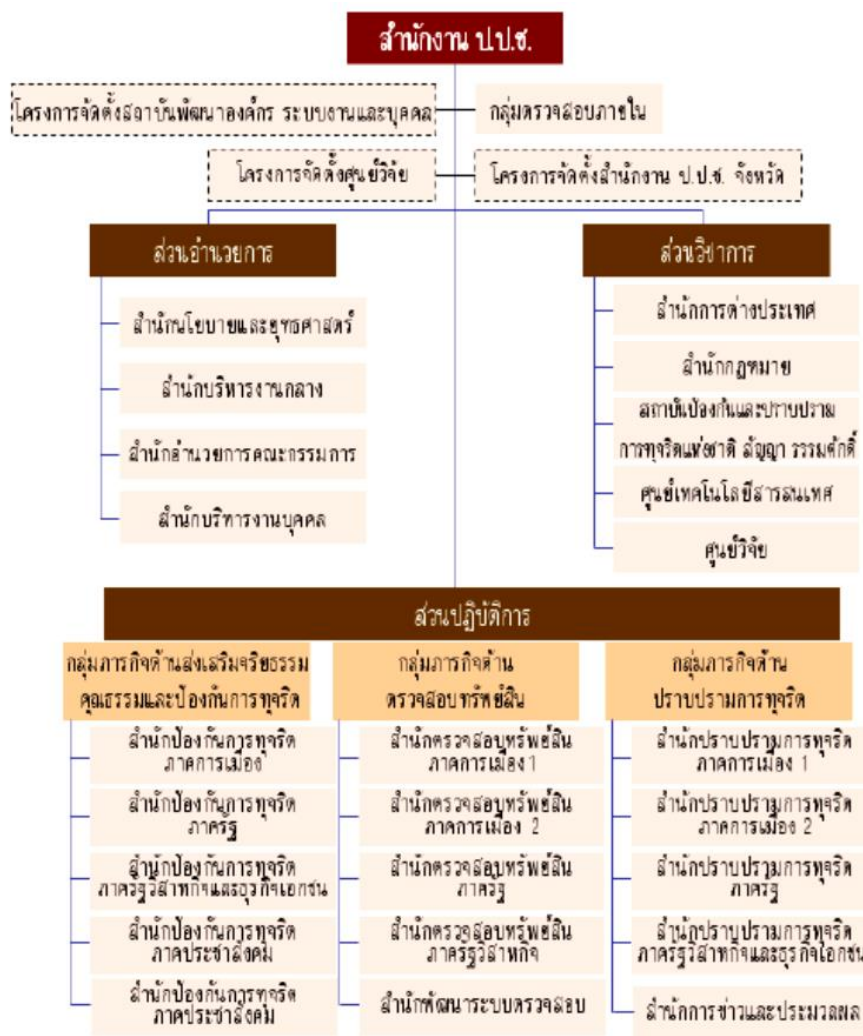 สำนักงาน ป.ป.ช.
โครงการจัดตั้งสถาบันพัฒนาองค์กร ระบบงานและบุคคล
กลุ่มตรวจสอบภายใน
โครงการจัดตั้งศูนย์วิจัย
โครงการจัดตั้งสำนักงาน ป.ป.ช. จังหวัด
ส่วนอำนวยการ
สำนักนโยบายและยุทธศาสตร์
สำนักบริหารงานกลาง
สำนักอำนวยการคณะกรรมการ
สำนักบริหารงานบุคคล
ส่วนวิชาการ
สำนักการต่างประเทศ
สำนักกฎหมาย
สถาบันป้องกันและปราบปราม
การทุจริตแห่งชาติ สัญญา ธรรมศักดิ์
ศูนย์เทคโนโลยีสารสนเทศ
ศูนย์วิจัย
ส่วนปฏิบัติการ
กลุ่มภารกิจด้านส่งเสริมจริยธรรม
คุณธรรมและป้องกันการทุจริต
สำนักป้องกันการทุจริต
ภาคการเมือง
สำนักป้องกันการทุจริต
ภาครัฐ
สำนักป้องกันการทุจริต
ภาครัฐวิสาหกิจและธุรกิจเอกชน
สำนักป้องกันการทุจริต
ภาคประชาสังคม
สำนักป้องกันการทุจริต
ภาคประชาสังคม
กลุ่มภารกิจด้าน
ตรวจสอบทรัพย์สิน
สำนักตรวจสอบทรัพย์สิน
ภาคการเมือง 1
สำนักตรวจสอบทรัพย์สิน
ภาคการเมือง 2
สำนักตรวจสอบทรัพย์สิน
ภาครัฐ
สำนักตรวจสอบทรัพย์สิน
ภาครัฐวิสาหกิจ
สำนักพัฒนาระบบตรวจสอบ
กลุ่มภารกิจด้าน
ปราบปรามการทุจริต
สำนักปราบปรามการทุจริต
ภาคการเมือง 1
สำนักปราบปรามการทุจริต
ภาคการเมือง 2
สำนักปราบปรามการทุจริต
ภาครัฐ
สำนักปราบปรามการทุจริต
ภาครัฐวิสาหกิจและธุรกิจเอกชน
สำนักการข่าวและประมวลผล